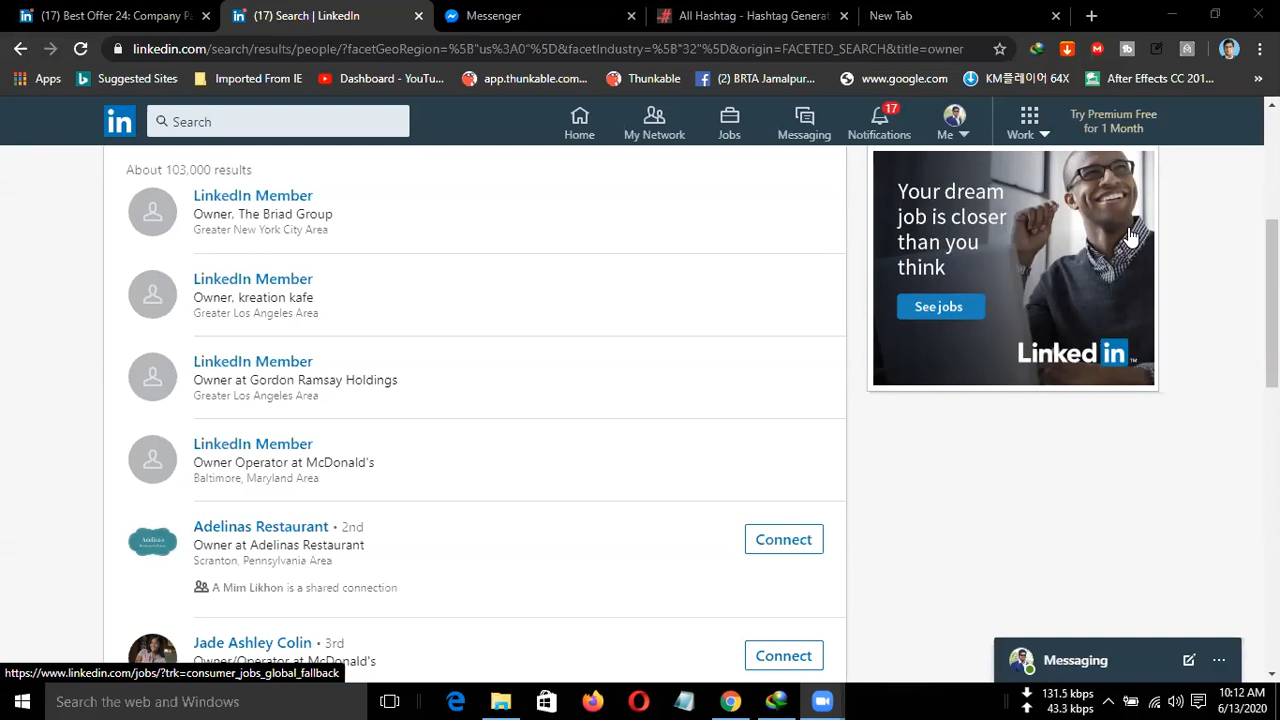 (17) Best Offer 24: Company Pa
(17) Search | LinkedIn
Messenger
All Hashtag - Hashtag Generat
New Tab
linkedin.com/search/results/people/?facetGeoRegion=%5B"us%3A0"%5D&facetIndustry=%5B"32"%5D&origin=FACETED_SEARCH&title=owner
Apps
Suggested Sites
Imported From IE
Dashboard - YouTu...
app.thunkable.com...
Thunkable
(2) BRTA Jamalpur...
www.google.com
KM플레이어 64X
After Effects CC 201...
in
Search
Home
My Network
Jobs
Messaging
17
Notifications
Me
Work
Try Premium Free
for 1 Month
About 103,000 results
LinkedIn Member
Owner, The Briad Group
Greater New York City Area
LinkedIn Member
Owner, kreation kafe
Greater Los Angeles Area
LinkedIn Member
Owner at Gordon Ramsay Holdings
Greater Los Angeles Area
LinkedIn Member
Owner Operator at McDonald's
Baltimore, Maryland Area
Adelinas Restaurant • 2nd
Owner at Adelinas Restaurant
Scranton, Pennsylvania Area
A Mim Likhon is a shared connection
Connect
Jade Ashley Colin • 3rd
Owner/Operator at McDonald's
Connect
Your dream
job is closer
than you
think
See jobs
Linked in
Messaging
https://www.linkedin.com/jobs/?trk=consumer_jobs_global_fallback
Search the web and Windows
131.5 kbps
43.3 kbps
10:12 AM
6/13/2020